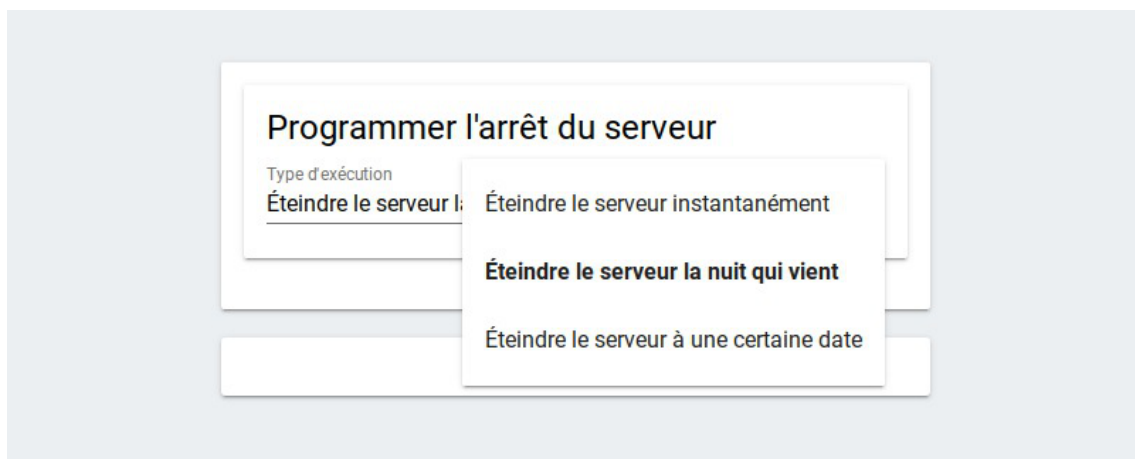 Programmer l'arrêt du serveur
Type d'exécution
Éteindre le serveur
Éteindre le serveur instantanément
Éteindre le serveur la nuit qui vient
Éteindre le serveur à une certaine date